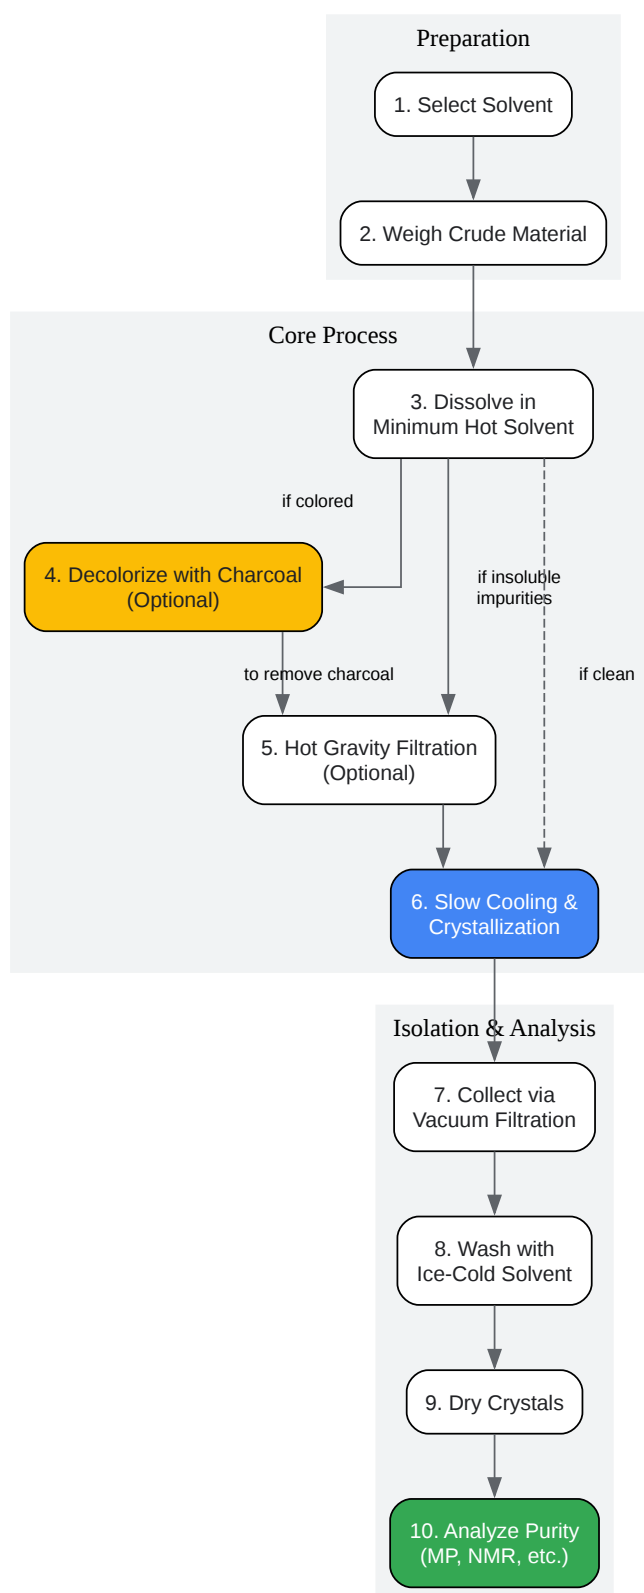 Preparation
1. Select Solvent
2. Weigh Crude Material
Core Process
3. Dissolve in
Minimum Hot Solvent
if colored
4. Decolorize with Charcoal
(Optional)
if insoluble
impurities
to remove charcoal
if clean
5. Hot Gravity Filtration
(Optional)
6. Slow Cooling &
Crystallization
Isolation & Analysis
7. Collect via
Vacuum Filtration
8. Wash with
Ice-Cold Solvent
9. Dry Crystals
10. Analyze Purity
(MP, NMR, etc.)